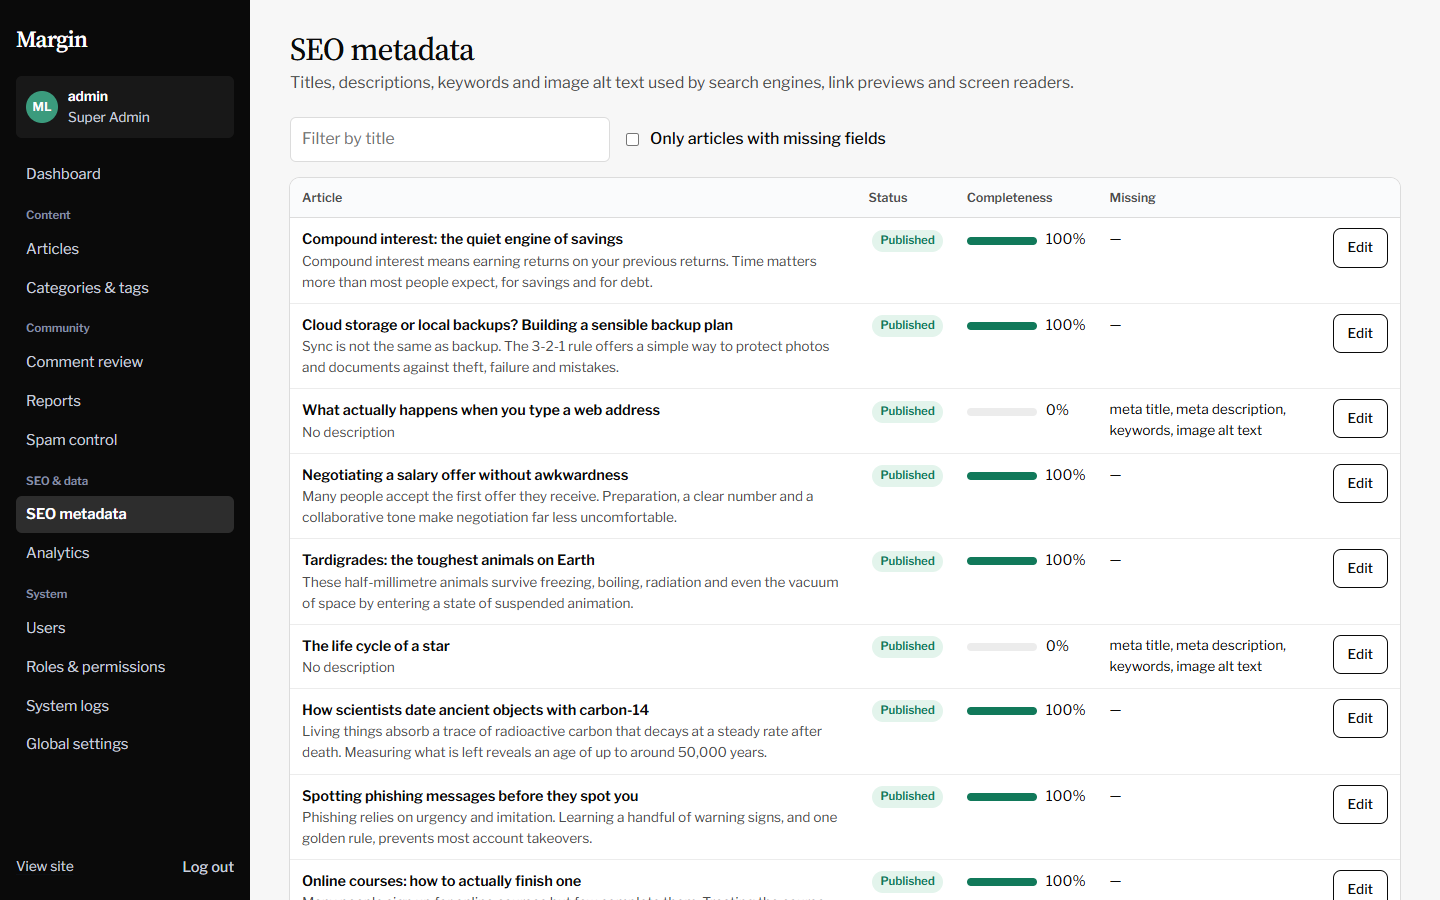 Margin
ML
admin
Super Admin
Dashboard
Content
Articles
Categories & tags
Community
Comment review
Reports
Spam control
SEO & data
SEO metadata
Analytics
System
Users
Roles & permissions
System logs
Global settings
View site
Log out
SEO metadata
Titles, descriptions, keywords and image alt text used by search engines, link previews and screen readers.
Filter by title
Only articles with missing fields
Article Status Completeness Missing
Compound interest: the quiet engine of savings Published 100% — Edit
Compound interest means earning returns on your previous returns. Time matters
more than most people expect, for savings and for debt.
Cloud storage or local backups? Building a sensible backup plan Published 100% — Edit
Sync is not the same as backup. The 3-2-1 rule offers a simple way to protect photos
and documents against theft, failure and mistakes.
What actually happens when you type a web address Published 0% meta title, meta description, Edit
No description keywords, image alt text
Negotiating a salary offer without awkwardness Published 100% — Edit
Many people accept the first offer they receive. Preparation, a clear number and a
collaborative tone make negotiation far less uncomfortable.
Tardigrades: the toughest animals on Earth Published 100% — Edit
These half-millimetre animals survive freezing, boiling, radiation and even the vacuum
of space by entering a state of suspended animation.
The life cycle of a star Published 0% meta title, meta description, Edit
No description keywords, image alt text
How scientists date ancient objects with carbon-14 Published 100% — Edit
Living things absorb a trace of radioactive carbon that decays at a steady rate after
death. Measuring what is left reveals an age of up to around 50,000 years.
Spotting phishing messages before they spot you Published 100% — Edit
Phishing relies on urgency and imitation. Learning a handful of warning signs, and one
golden rule, prevents most account takeovers.
Online courses: how to actually finish one Published 100% — Edit